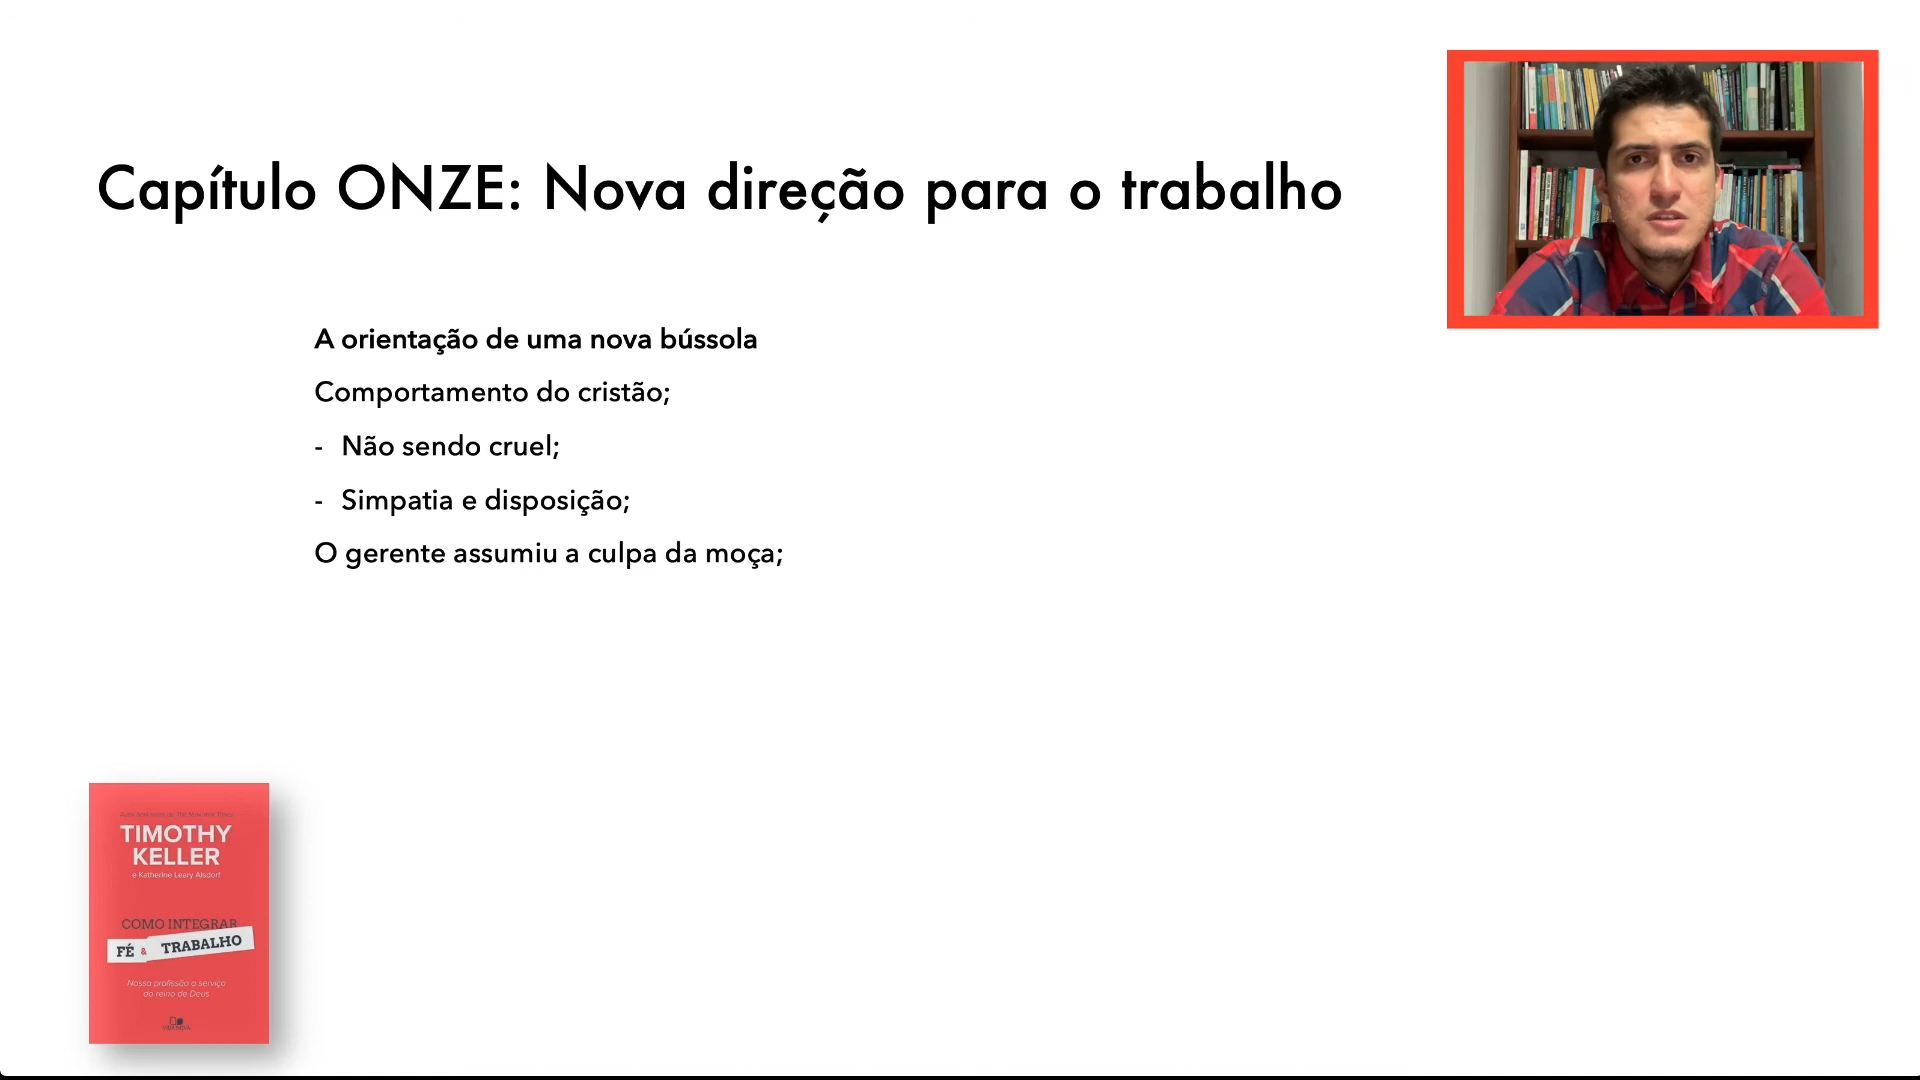 Capítulo ONZE: Nova direção para o trabalho
A orientação de uma nova bússola
Comportamento do cristão;
- Não sendo cruel;
- Simpatia e disposição;
O gerente assumiu a culpa da moça;
TIMOTHY
KELLER
e Katherine Leary Alsdorf
COMO INTEGRAR
FÉ & TRABALHO
Nossa profissão a serviço
do reino de Deus
VIDA NOVA